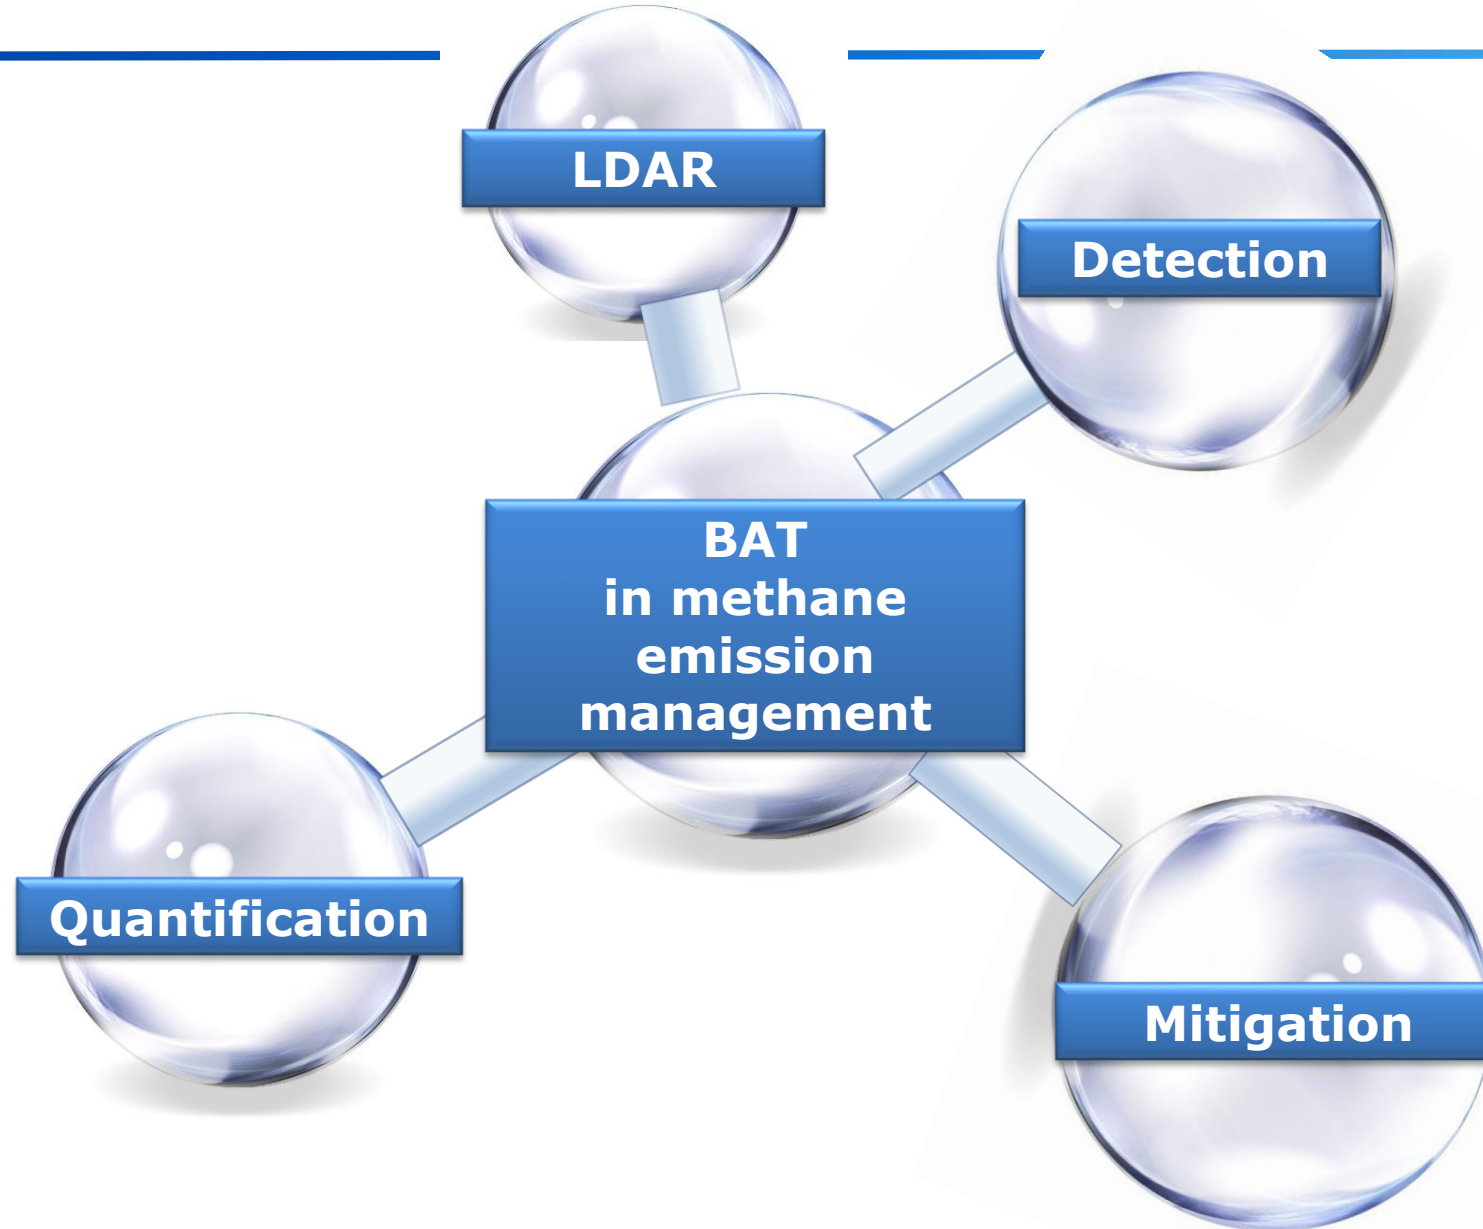 LDAR
Detection
BAT
in methane
emission
management
Quantification
Mitigation